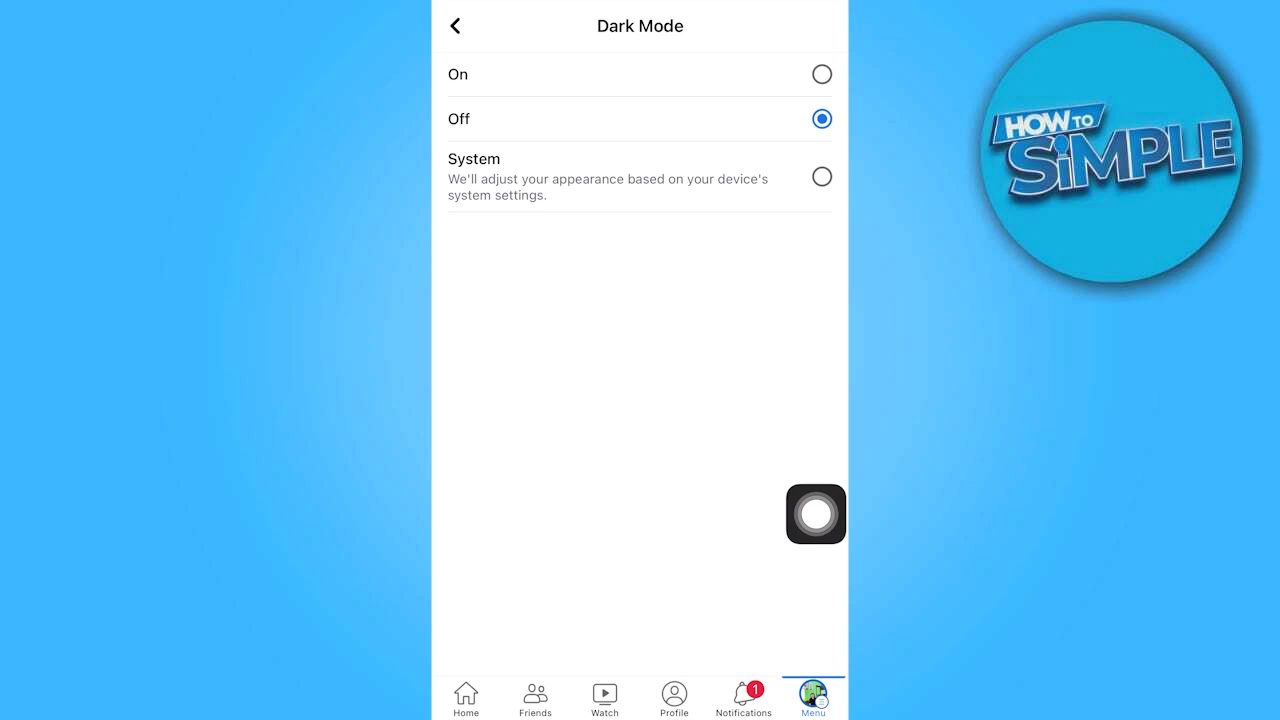 Dark Mode
On
Off
System
We'll adjust your appearance based on your device's
system settings.
HOW TO
SiMPLE
1
Home
Friends
Watch
Profile
Notifications
Menu